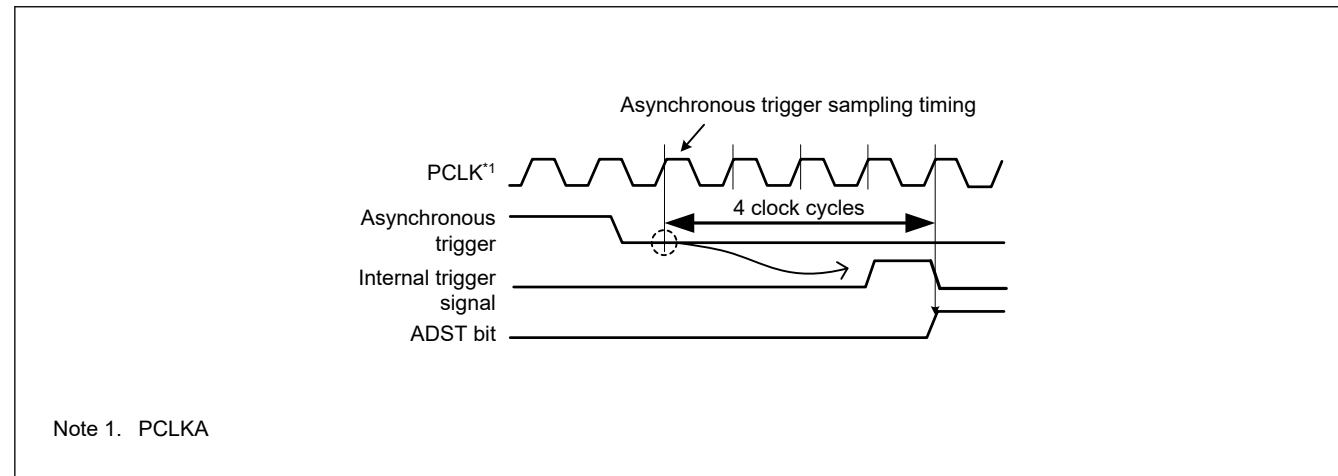 Asynchronous trigger sampling timing
PCLK*1
4 clock cycles
Asynchronous
trigger
Internal trigger
signal
ADST bit
Note 1. PCLKA